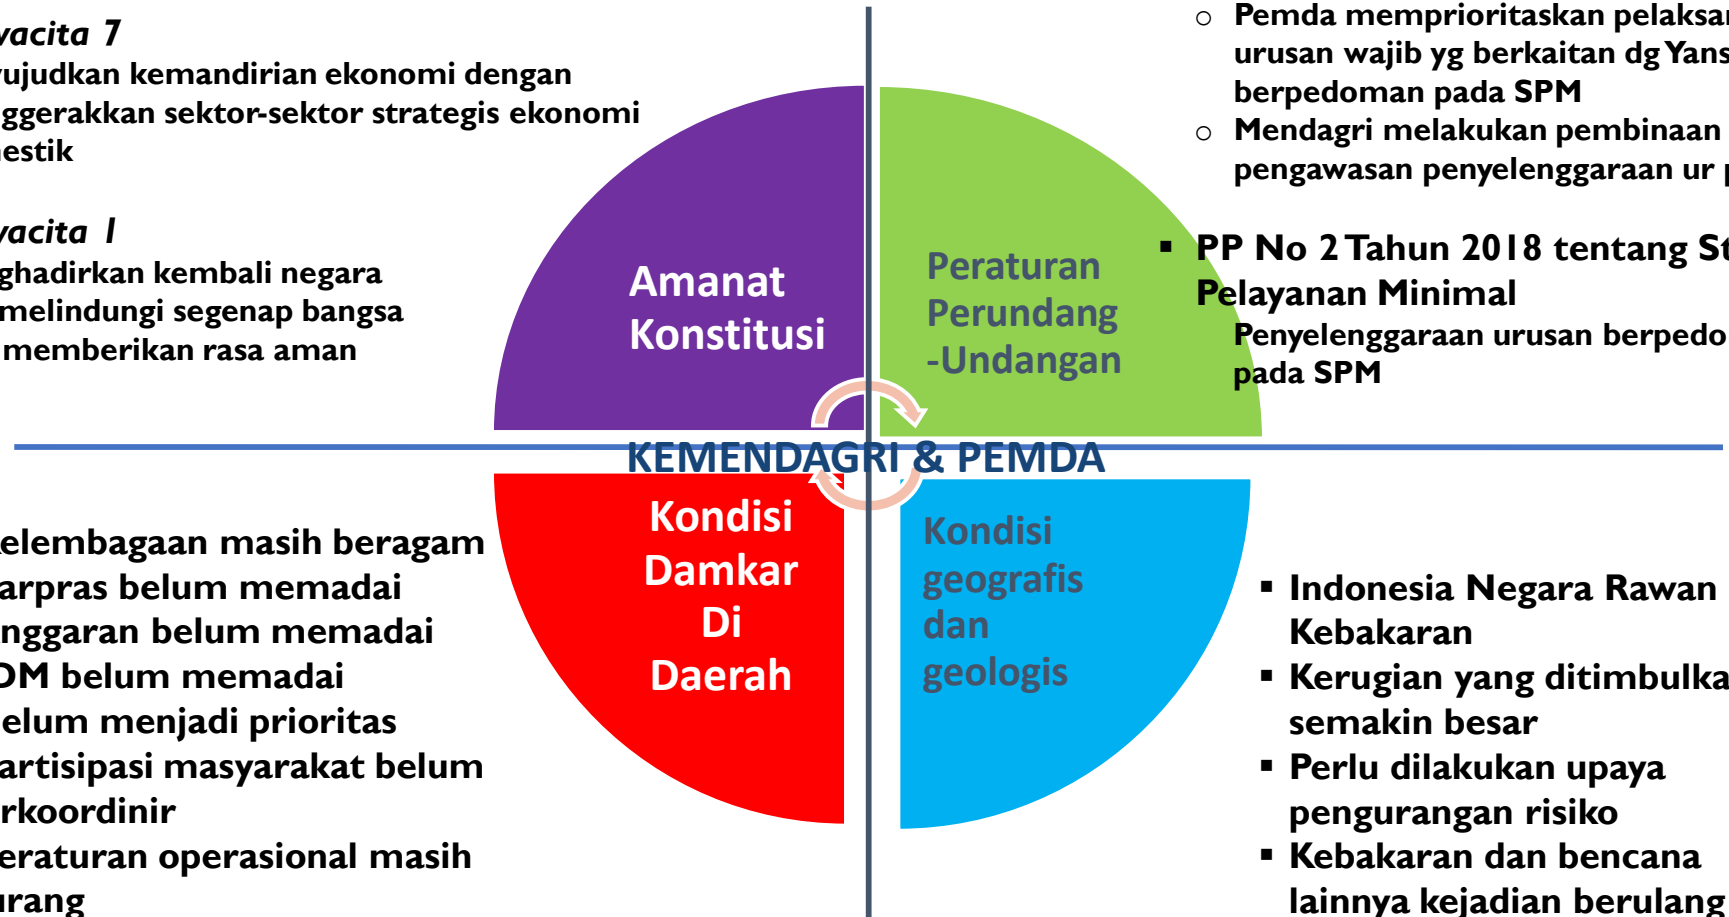 vacita 7
vujudkan kemandirian ekonomi dengan
ggerakkan sektor-sektor strategis ekonomi
nestik
vacita 1
ghadirkan kembali negara
melindungi segenap bangsa
memberikan rasa aman
Amanat
Konstitusi
o Pemda memprioritaskan pelaksan
urusan wajib yg berkaitan dg Yans
berpedoman pada SPM
o Mendagri melakukan pembinaan
pengawasan penyelenggaraan ur p
Peraturan
Perundang
-Undangan
▪ PP No 2 Tahun 2018 tentang St
Pelayanan Minimal
Penyelenggaraan urusan berpedo
pada SPM
KEMENDAGRI & PEMDA
elembagaan masih beragam
arpras belum memadai
nggaran belum memadai
DM belum memadai
elum menjadi prioritas
artisipasi masyarakat belum
rkoordinir
eraturan operasional masih
urang
Kondisi
Damkar
Di
Daerah
Kondisi
geografis
dan
geologis
▪ Indonesia Negara Rawan
Kebakaran
▪ Kerugian yang ditimbulka
semakin besar
▪ Perlu dilakukan upaya
pengurangan risiko
▪ Kebakaran dan bencana
lainnya kejadian berulang